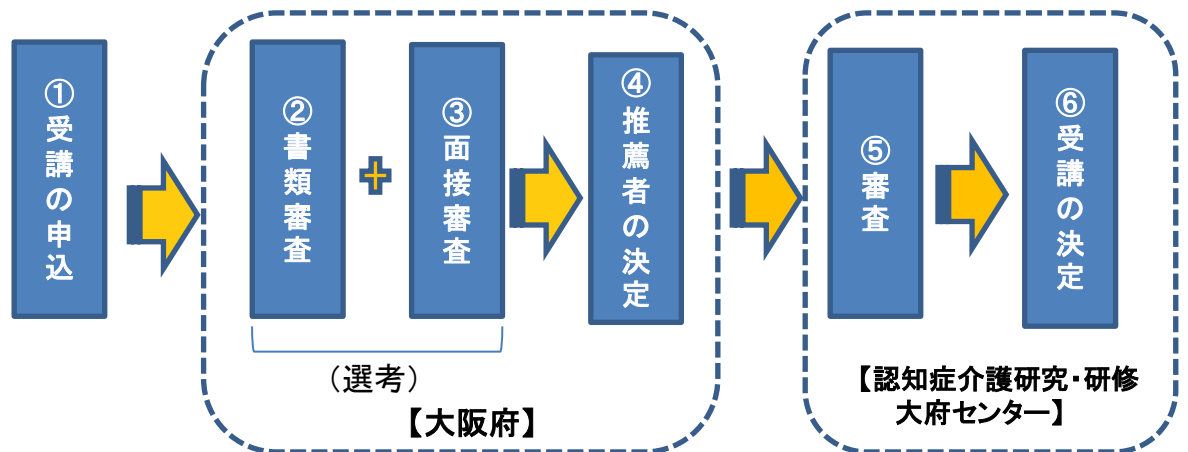 ①受講の申込
②書類審査
+
③面接審査
④推薦者の決定
⑤審査
⑥受講の決定
(選考)
【大阪府】
【認知症介護研究・研修
大府センター】